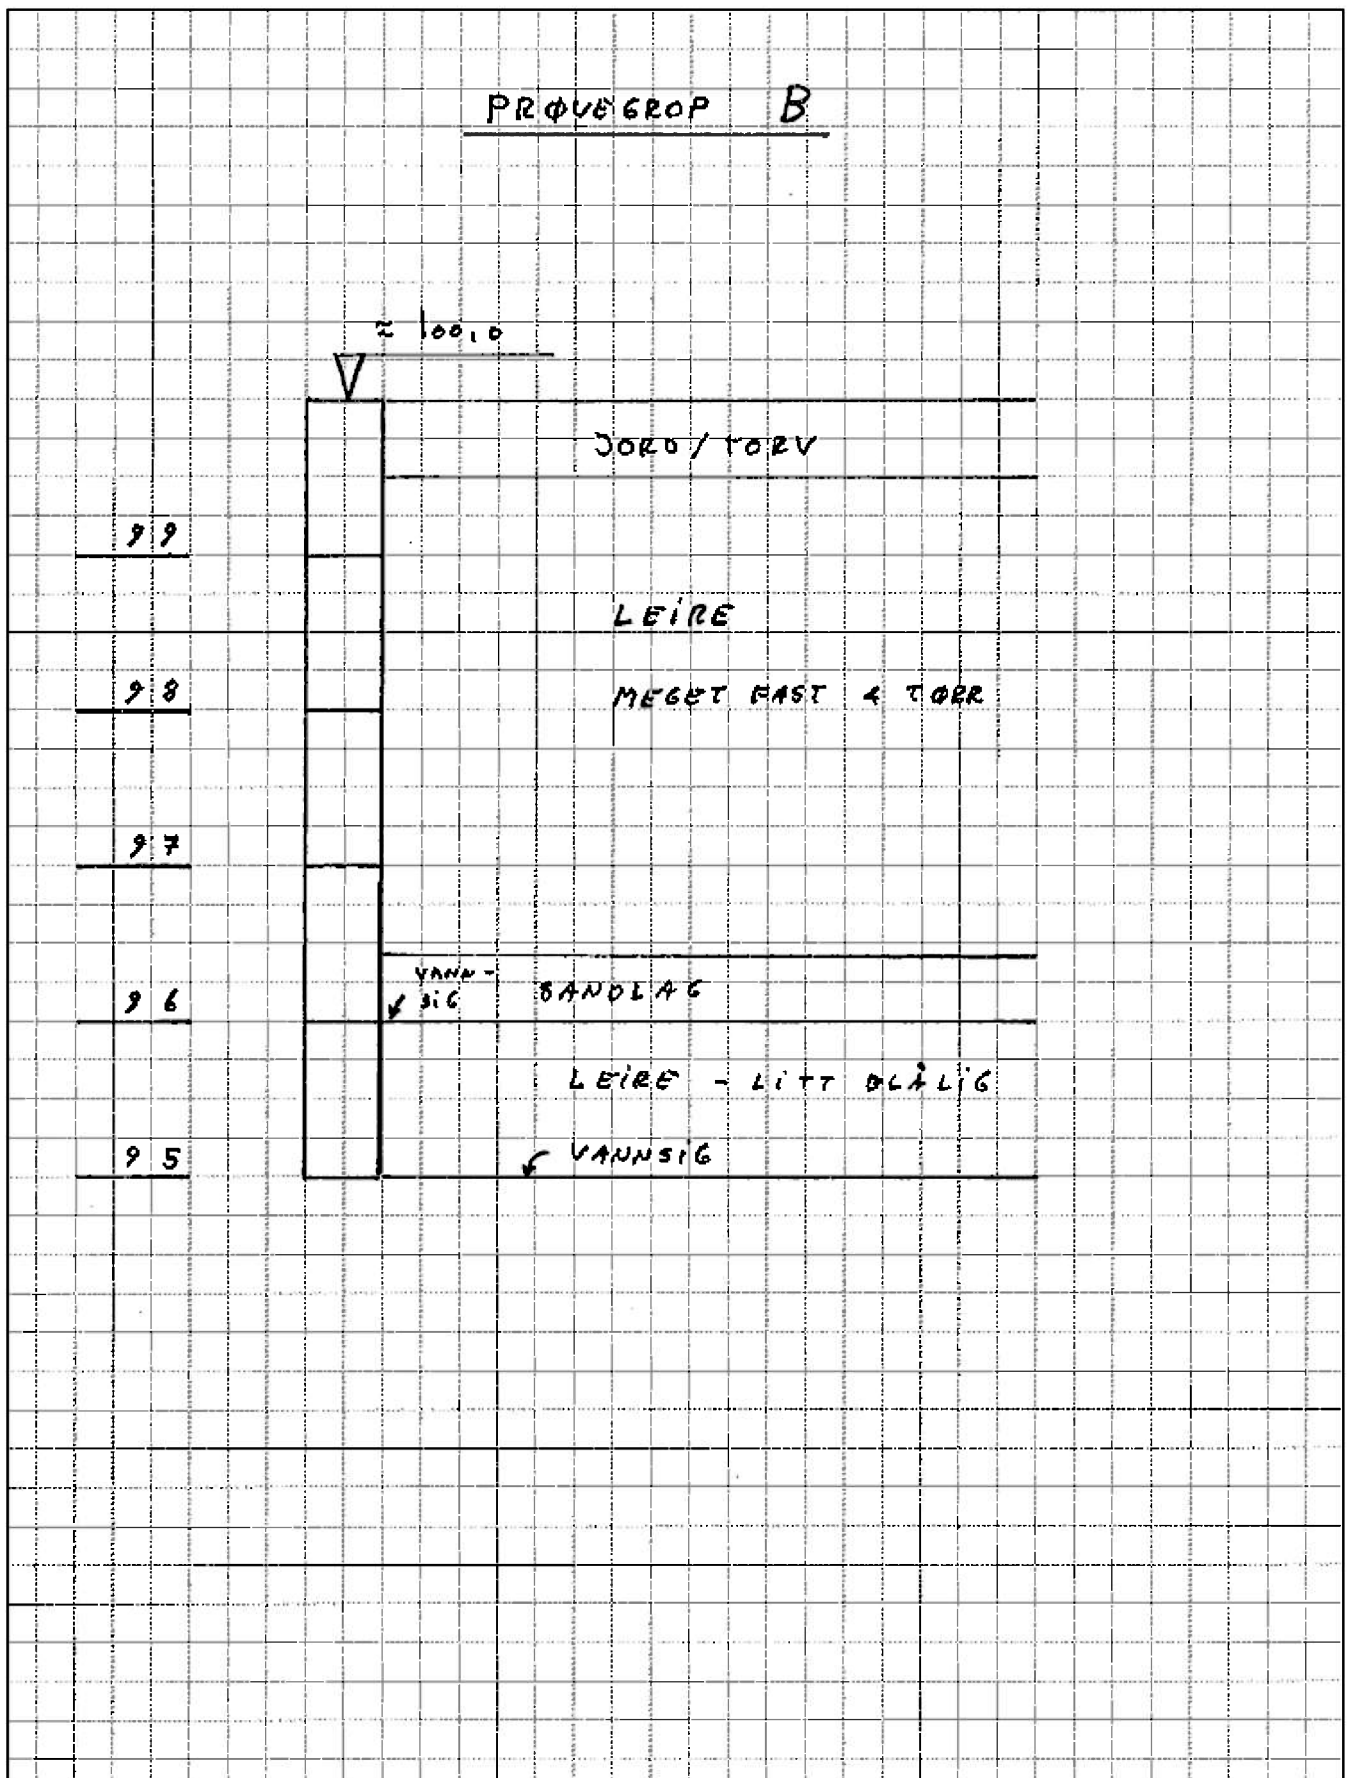 PRØVEGROP B
≈ 100,0
JORD / TORV
99
LEIRE
98
MEGET FAST & TØRR
97
VANN-
SIG
SANDLAG
96
LEIRE - LITT BLÅLIG
VANNSIG
95